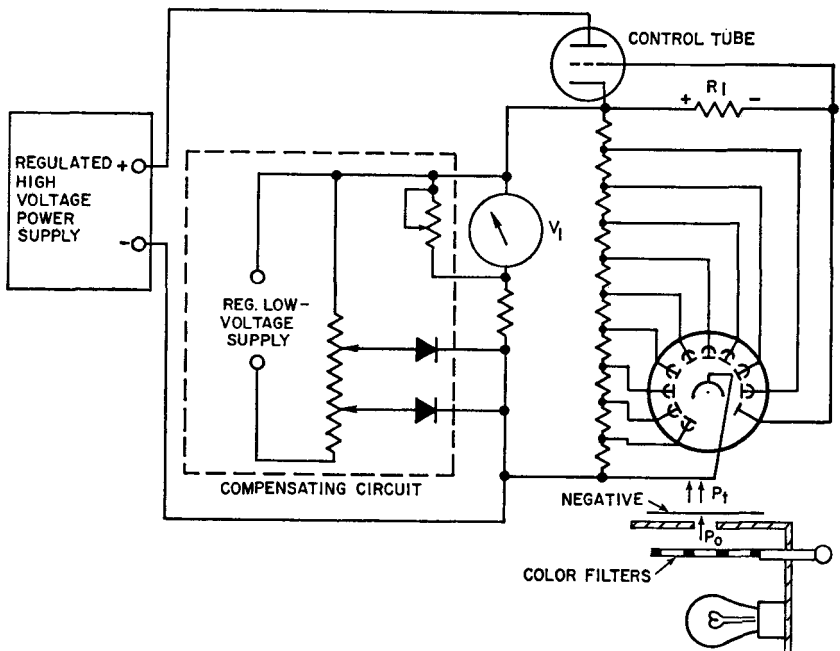 CONTROL TUBE
+ R1 -
REGULATED
HIGH
VOLTAGE
POWER
SUPPLY
+
-
V1
REG. LOW-
VOLTAGE
SUPPLY
COMPENSATING CIRCUIT
NEGATIVE
Pt
Po
COLOR FILTERS